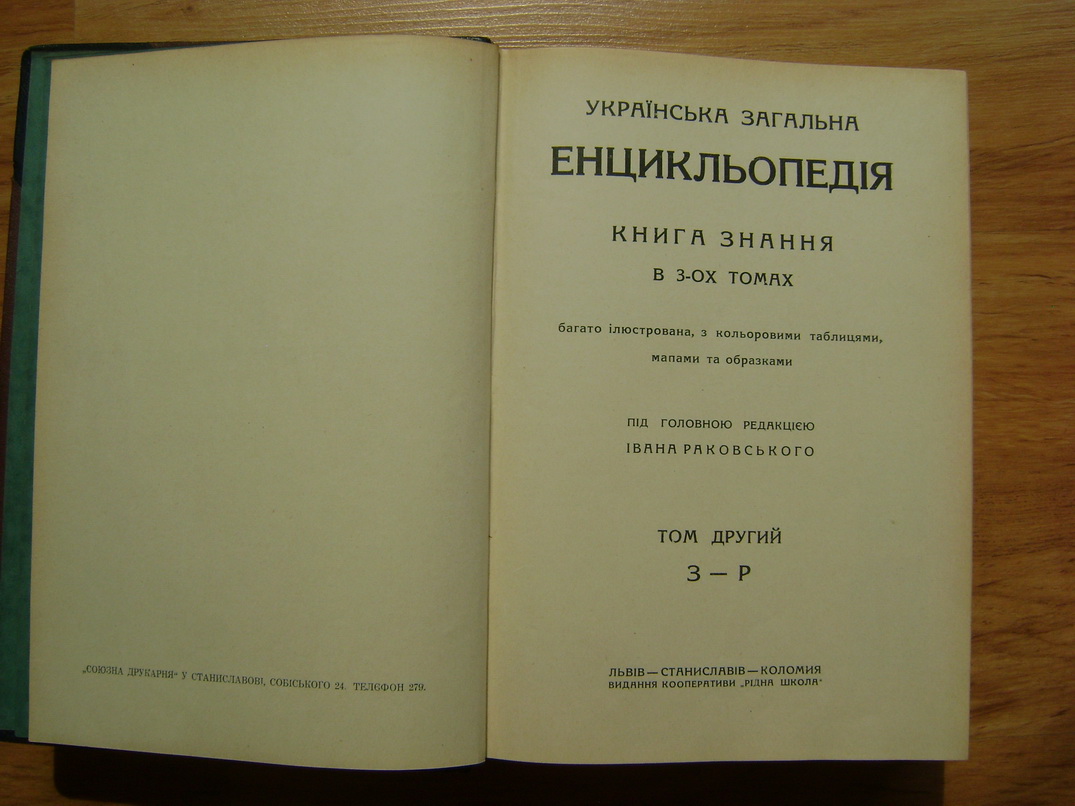 „СОЮЗНА ДРУКАРНЯ" У СТАНИСЛАВОВІ, СОБІСЬКОГО 24. ТЕЛЄФОН 279.
УКРАЇНСЬКА ЗАГАЛЬНА
ЕНЦИКЛЬОПЕДІЯ
КНИГА ЗНАННЯ
В 3-ОХ ТОМАХ
багато ілюстрована, з кольоровими таблицями,
мапами та образками
ПІД ГОЛОВНОЮ РЕДАКЦІЄЮ
ІВАНА РАКОВСЬКОГО
ТОМ ДРУГИЙ
З — Р
ЛЬВІВ — СТАНИСЛАВІВ — КОЛОМИЯ
ВИДАННЯ КООПЕРАТИВИ „РІДНА ШКОЛА"